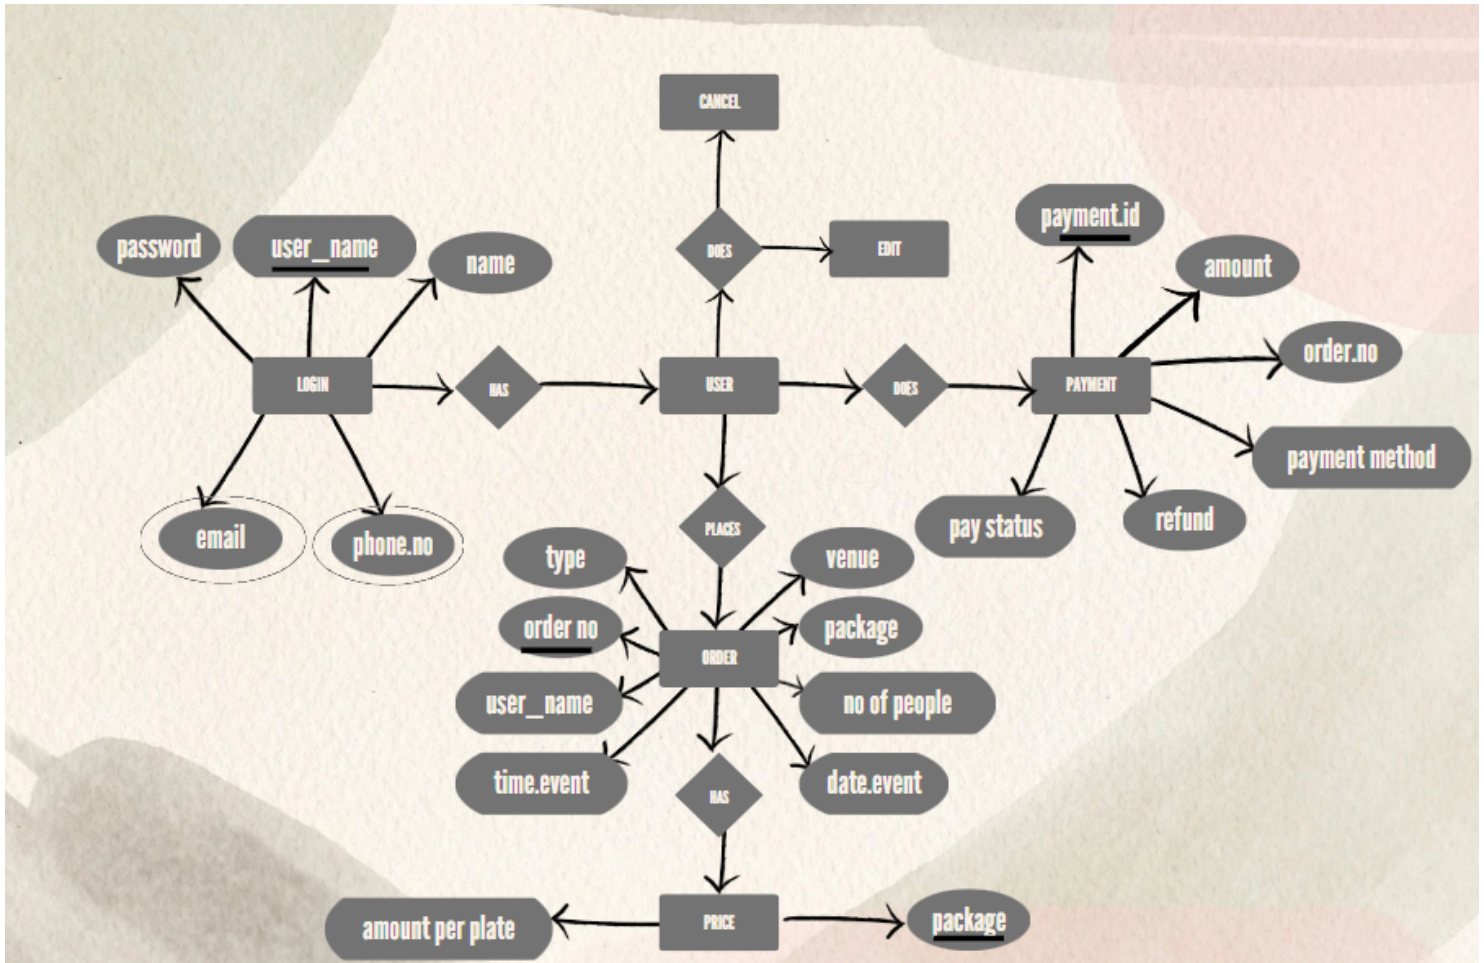 CANCEL
password
user_name
name
payment.id
DOES
EDIT
amount
order.no
LOGIN
HAS
USER
DOES
PAYMENT
payment method
email
phone.no
pay status
refund
PLACES
type
venue
order no
package
ORDER
user_name
no of people
time.event
date.event
HAS
amount per plate
PRICE
package